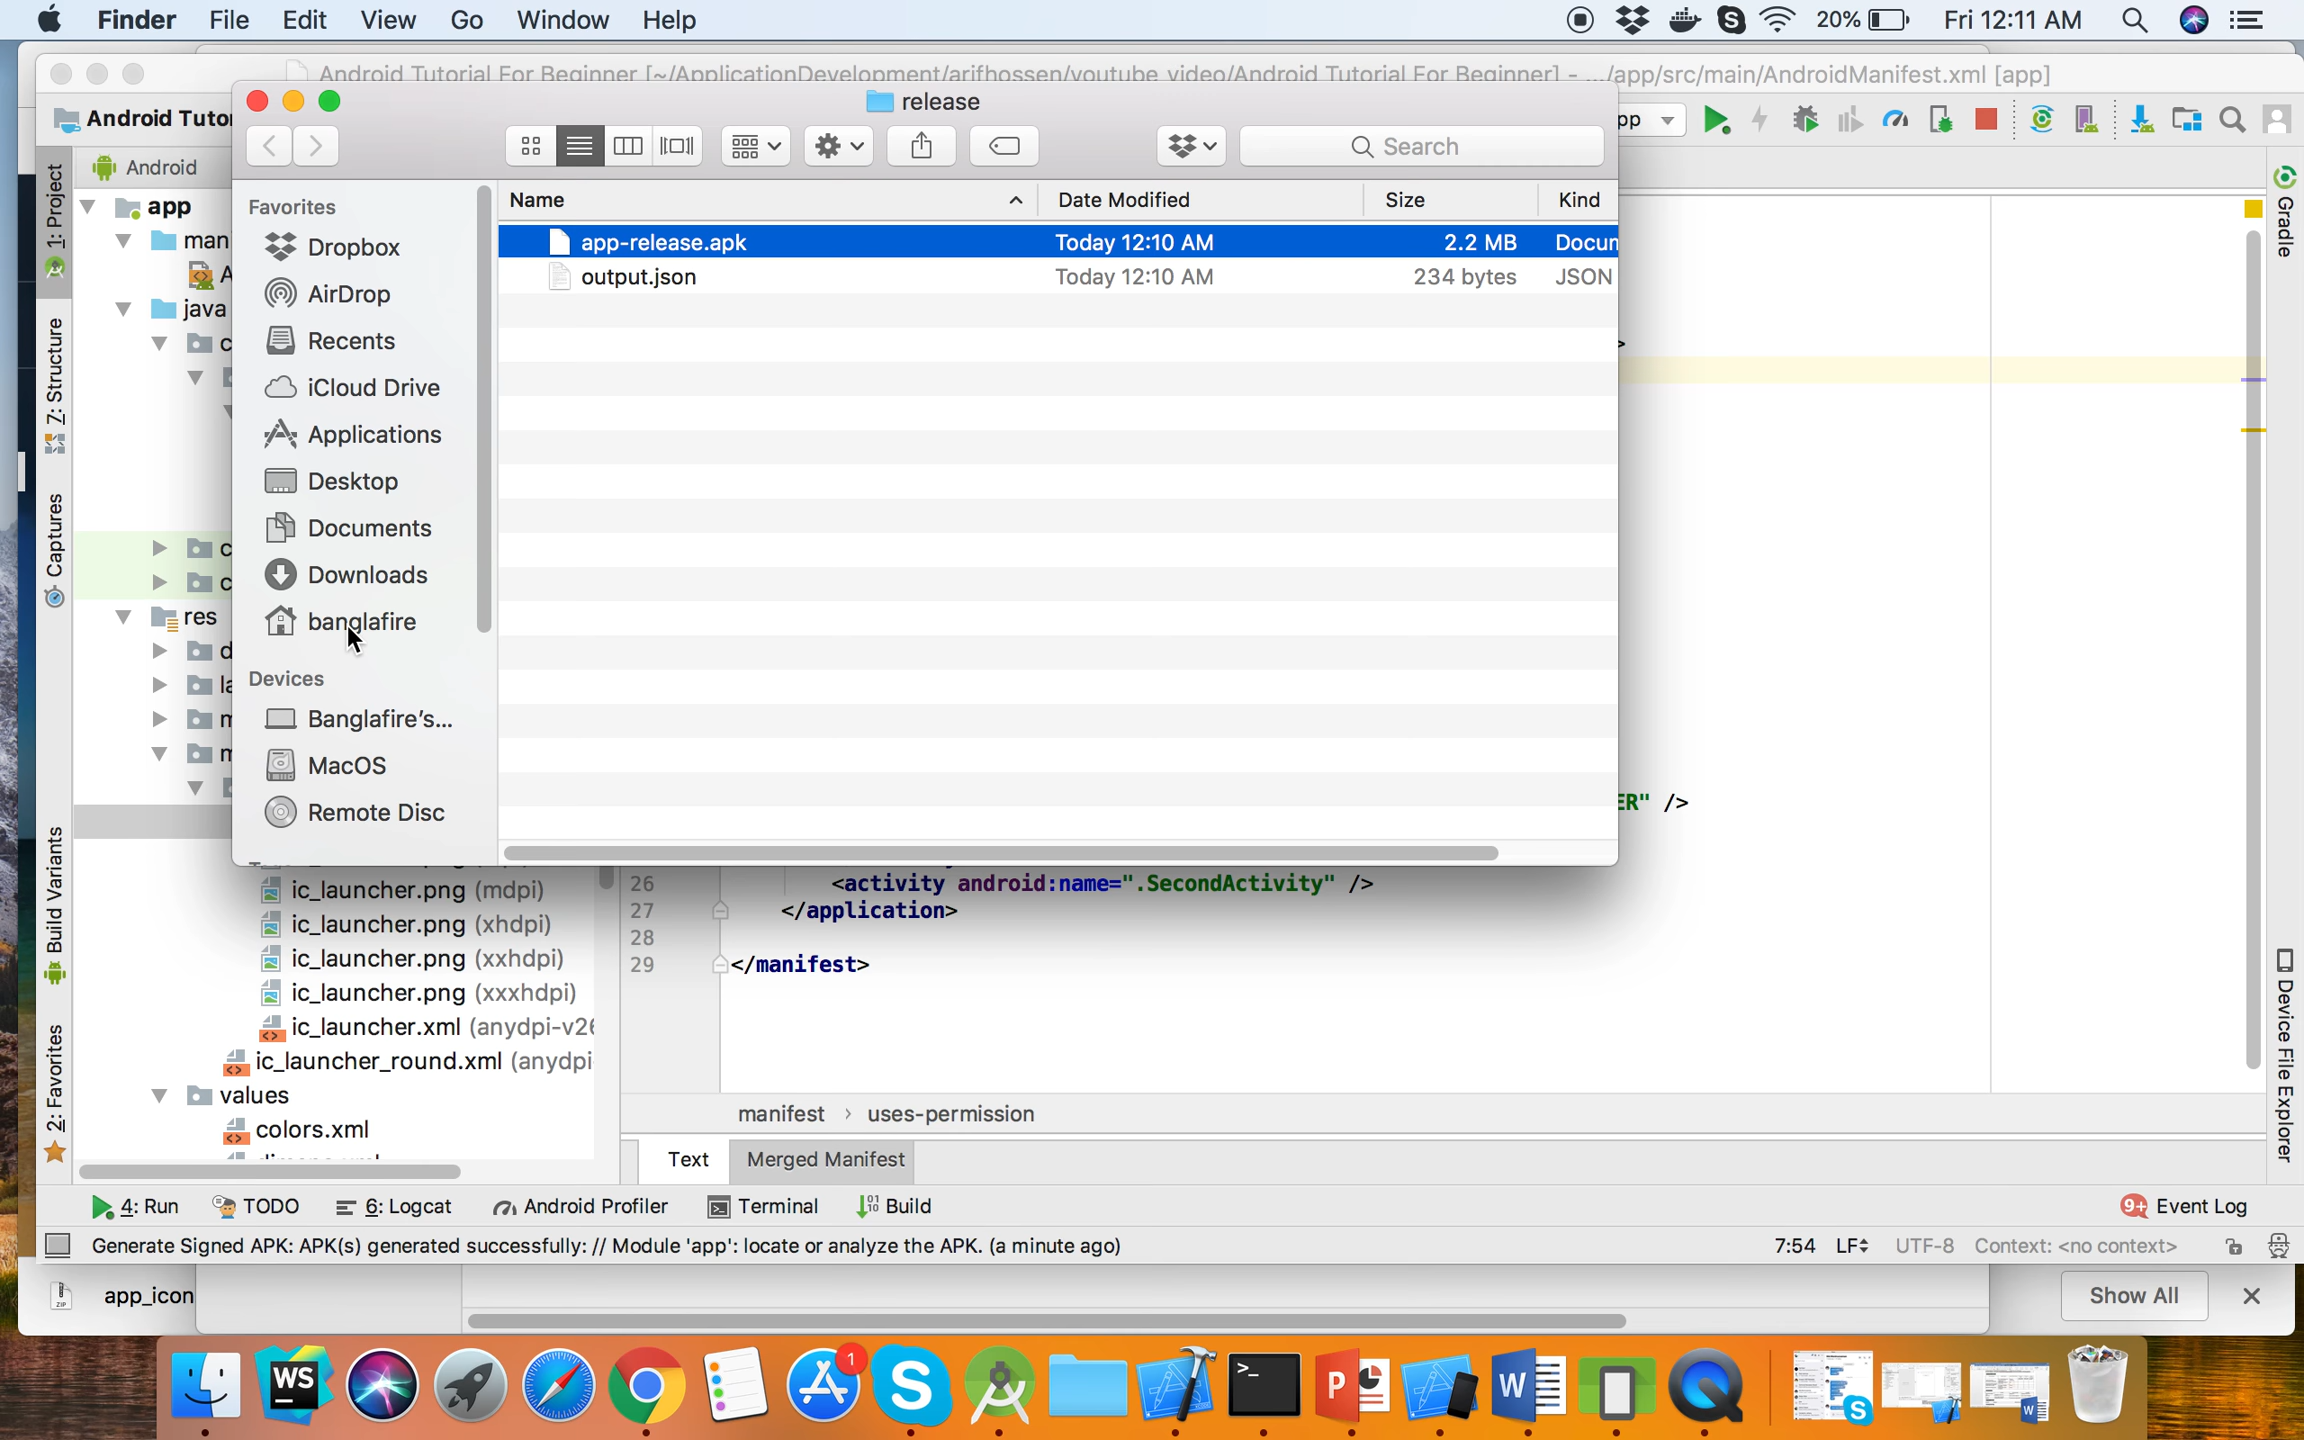 Finder File Edit View Go Window Help 20% Fri 12:11 AM
Android Tutorial For Beginner [~/ApplicationDevelopment/arifhossen/youtube_video/Android Tutorial For Beginner] - .../app/src/main/AndroidManifest.xml [app]
release
Android Tuto
pp
Search
Android
Favorites
Name Date Modified Size Kind
app
Dropbox
app-release.apk Today 12:10 AM 2.2 MB Docum
man
output.json Today 12:10 AM 234 bytes JSON
AirDrop
java
Recents
iCloud Drive
Applications
Desktop
Documents
Downloads
res
banglafire
Devices
Banglafire's...
MacOS
Remote Disc
ER" />
ic_launcher.png (mdpi)
ic_launcher.png (xhdpi)
ic_launcher.png (xxhdpi)
ic_launcher.png (xxxhdpi)
ic_launcher.xml (anydpi-v26
ic_launcher_round.xml (anydpi
values
colors.xml
26 <activity android:name=".SecondActivity" />
27 </application>
28
29 </manifest>
manifest › uses-permission
Text Merged Manifest
1: Project
7: Structure
Captures
Build Variants
2: Favorites
Gradle
Device File Explorer
4: Run TODO 6: Logcat Android Profiler Terminal Build 9+ Event Log
Generate Signed APK: APK(s) generated successfully: // Module 'app': locate or analyze the APK. (a minute ago) 7:54 LF UTF-8 Context: <no context>
ZIP
app_icon
Show All
WS
1
S
>_
P
W
S
W